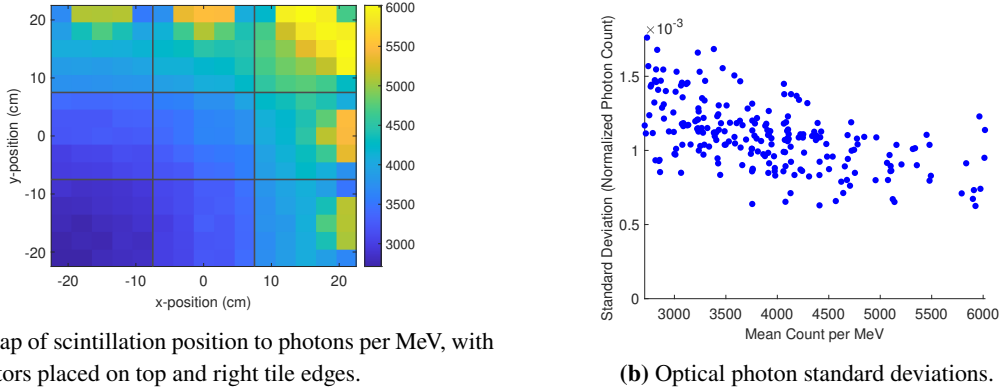 20
10
0
-10
-20
y-position (cm)
-20 -10 0 10 20
x-position (cm)
6000
5500
5000
4500
4000
3500
3000
ap of scintillation position to photons per MeV, with
tors placed on top and right tile edges.
×10⁻³
1.5
1
0.5
0
Standard Deviation (Normalized Photon Count)
3000 3500 4000 4500 5000 5500 6000
Mean Count per MeV
(b) Optical photon standard deviations.